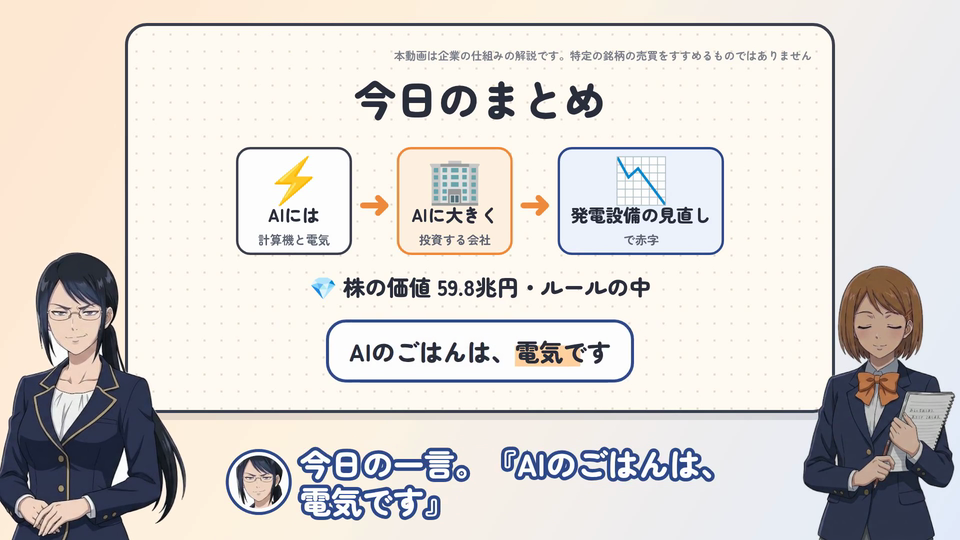 本動画は企業の仕組みの解説です。特定の銘柄の売買をすすめるものではありません
今日のまとめ
AIには
計算機と電気
AIに大きく
投資する会社
発電設備の見直し
で赤字
株の価値 59.8兆円・ルールの中
AIのごはんは、電気です
今日の一言。『AIのごはんは、
電気です』